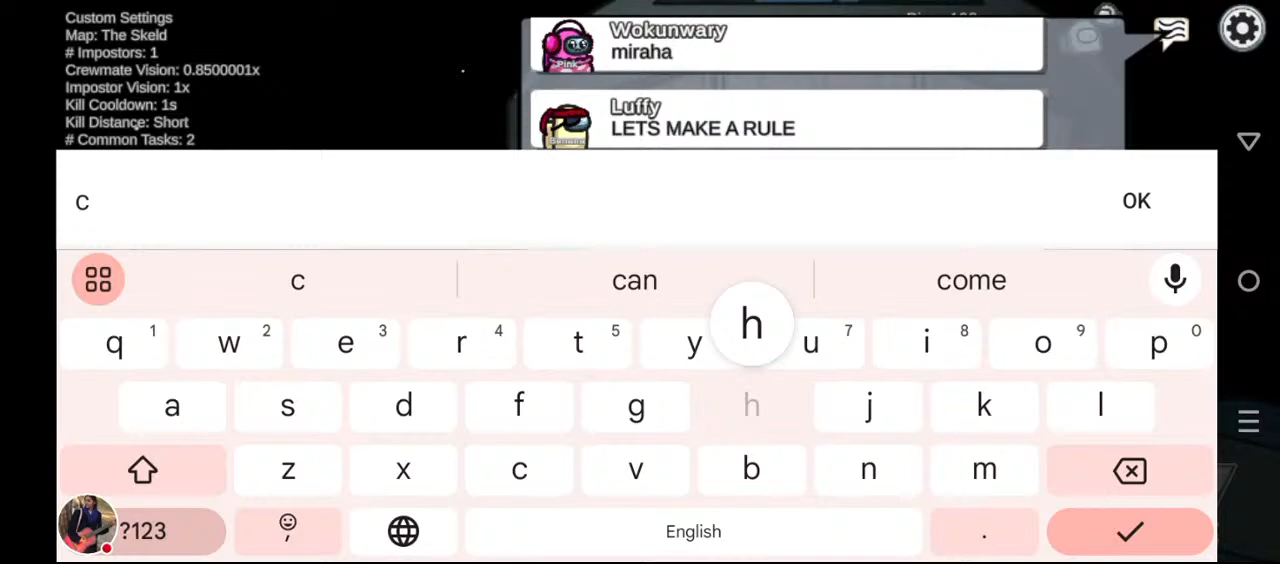 Custom Settings
Map: The Skeld
# Impostors: 1
Crewmate Vision: 0.8500001x
Impostor Vision: 1x
Kill Cooldown: 1s
Kill Distance: Short
# Common Tasks: 2
Wokunwary
miraha
Pink
Luffy
LETS MAKE A RULE
Banana
c
OK
c can come
h
q 1 w 2 e 3 r 4 t 5 y u 7 i 8 o 9 p 0
a s d f g h j k l
z x c v b n m
?123 , English .